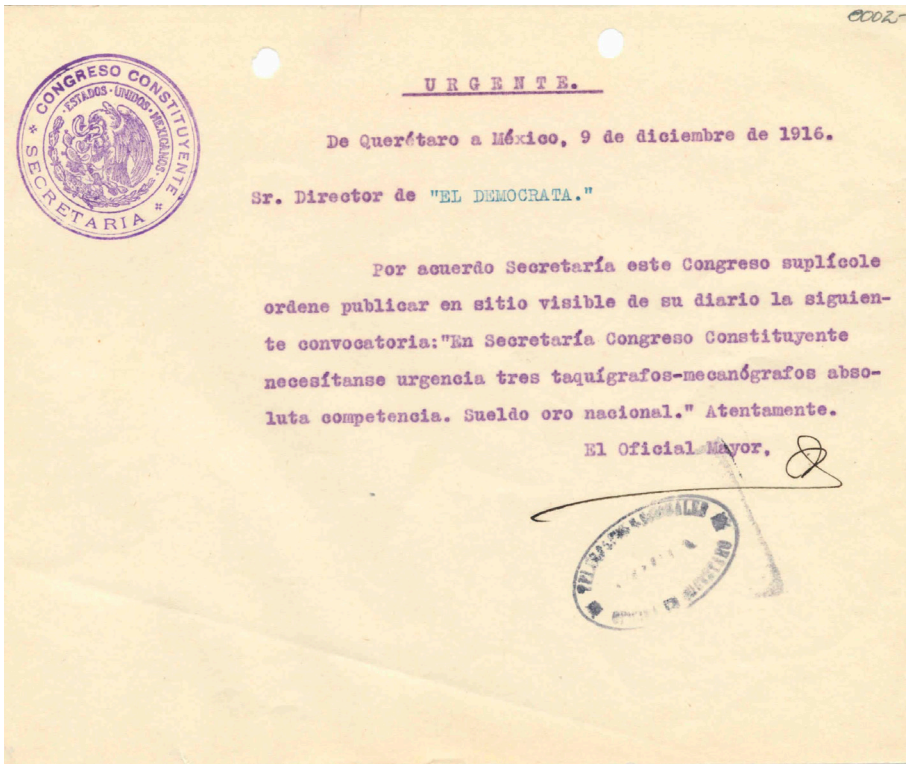 0002-
URGENTE.
De Querétaro a México, 9 de diciembre de 1916.
CONGRESO CONSTITUYENTE
ESTADOS·UNIDOS·MEXICANOS·
SECRETARIA
Sr. Director de "EL DEMOCRATA."
Por acuerdo Secretaría este Congreso suplícole
ordene publicar en sitio visible de su diario la siguien-
te convocatoria:"En Secretaría Congreso Constituyente
necesítanse urgencia tres taquígrafos-mecanógrafos abso-
luta competencia. Sueldo oro nacional." Atentamente.
El Oficial Mayor,
NACIONALES
QUERETARO